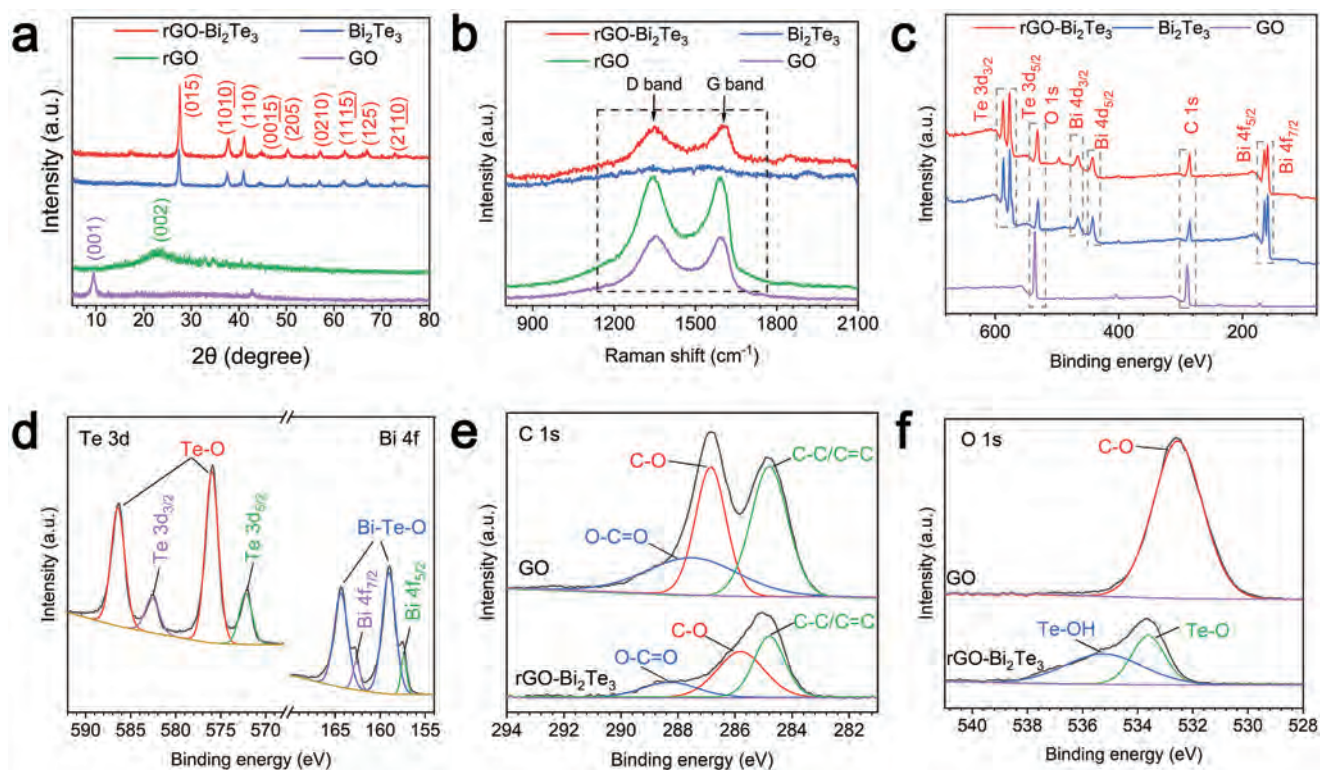 a
rGO-Bi₂Te₃
Bi₂Te₃
rGO
GO
(015)
(10<u>10</u>)
(110)
(0015)
(205)
(0210)
(11<u>15</u>)
(125)
(21<u>10</u>)
(001)
(002)
Intensity (a.u.)
10 20 30 40 50 60 70 80
2θ (degree)
b
rGO-Bi₂Te₃
Bi₂Te₃
rGO
GO
D band
G band
Intensity (a.u.)
900 1200 1500 1800 2100
Raman shift (cm⁻¹)
c
rGO-Bi₂Te₃
Bi₂Te₃
GO
Te 3d₃/₂
Te 3d₅/₂
O 1s
Bi 4d₃/₂
Bi 4d₅/₂
C 1s
Bi 4f₅/₂
Bi 4f₇/₂
Intensity (a.u.)
600 400 200
Binding energy (eV)
d
Te 3d
Te-O
Bi 4f
Te 3d₃/₂
Te 3d₅/₂
Bi-Te-O
Bi 4f₇/₂
Bi 4f₅/₂
Intensity (a.u.)
590 585 580 575 570 165 160 155
Binding energy (eV)
e
C 1s
C-O
C-C/C=C
O-C=O
GO
C-O
C-C/C=C
O-C=O
rGO-Bi₂Te₃
Intensity (a.u.)
294 292 290 288 286 284 282
Binding energy (eV)
f
O 1s
C-O
GO
Te-OH
Te-O
rGO-Bi₂Te₃
Intensity (a.u.)
540 538 536 534 532 530 528
Binding energy (eV)